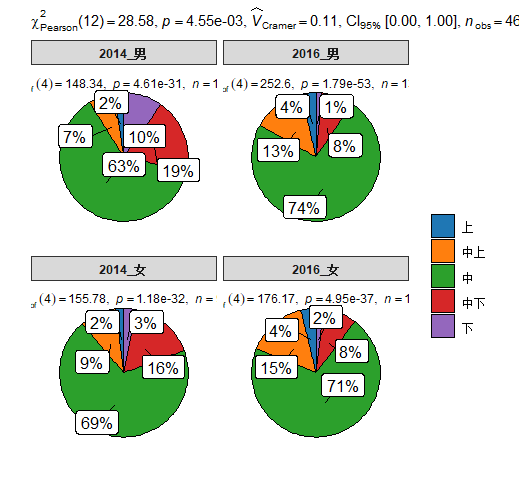 χ²Pearson(12) = 28.58, p = 4.55e-03, V̂Cramer = 0.11, CI95% [0.00, 1.00], nobs = 46
2014_男
2016_男
(4) = 148.34, p = 4.61e-31, n = 1
(4) = 252.6, p = 1.79e-53, n = 1
2%
7%
10%
63%
19%
4%
1%
13%
8%
74%
2014_女
2016_女
(4) = 155.78, p = 1.18e-32, n =
(4) = 176.17, p = 4.95e-37, n = 1
2%
3%
9%
16%
69%
4%
2%
15%
8%
71%
上
中上
中
中下
下